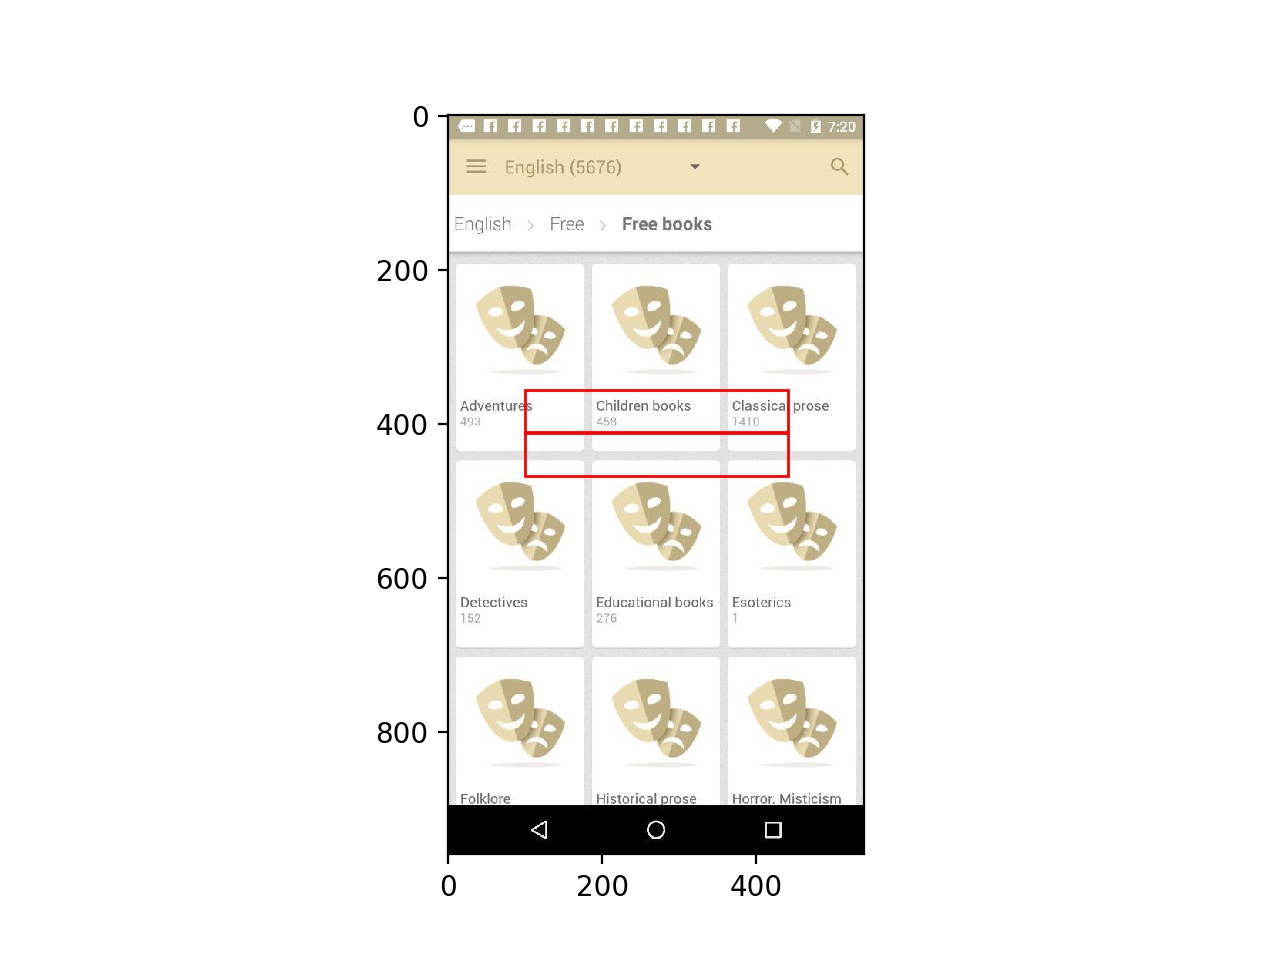 0
7:20
English (5676)
English > Free > Free books
200
Adventures Children books Classical prose
400
493 458 1410
600
Detectives Educational books Esoterics
152 276 1
800
Folklore Historical prose Horror. Misticism
0 200 400